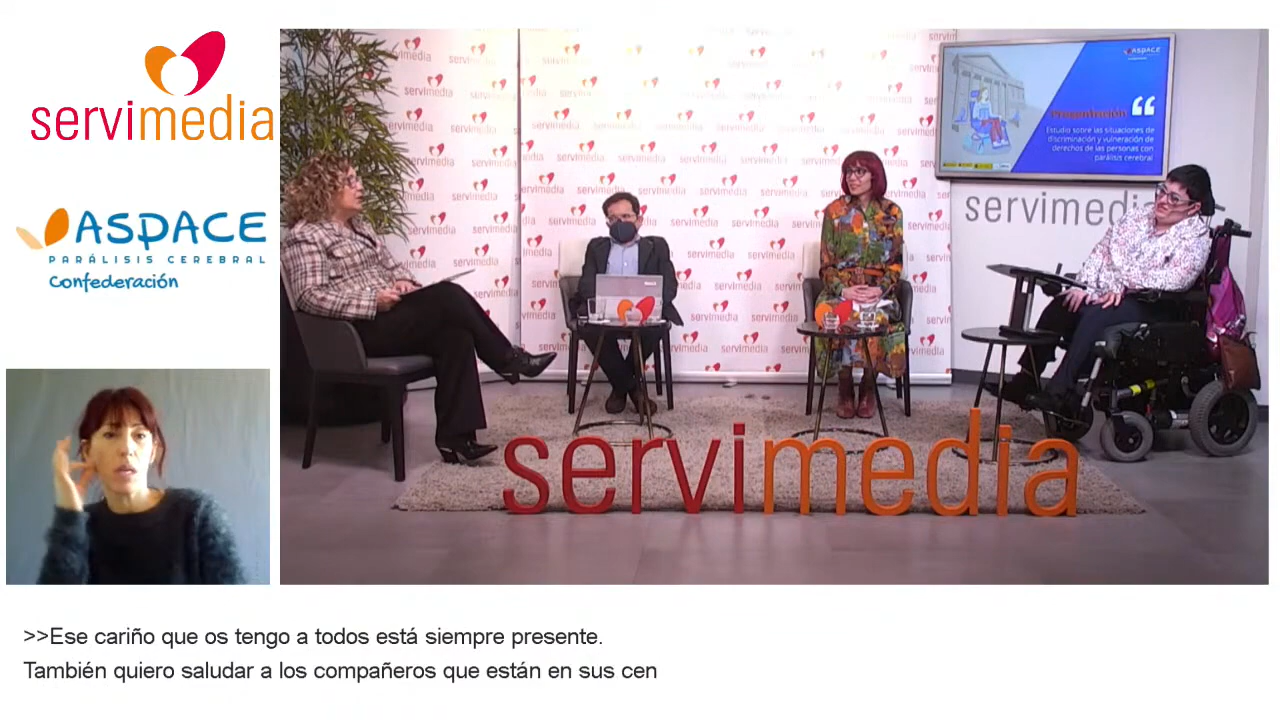 servimedia
ASPACE
PARÁLISIS CEREBRAL
Confederación
ASPACE
Presentación
Estudio sobre las situaciones de
discriminación y vulneración de
derechos de las personas con
parálisis cerebral
servimedia
servimedia
>>Ese cariño que os tengo a todos está siempre presente.
También quiero saludar a los compañeros que están en sus cen